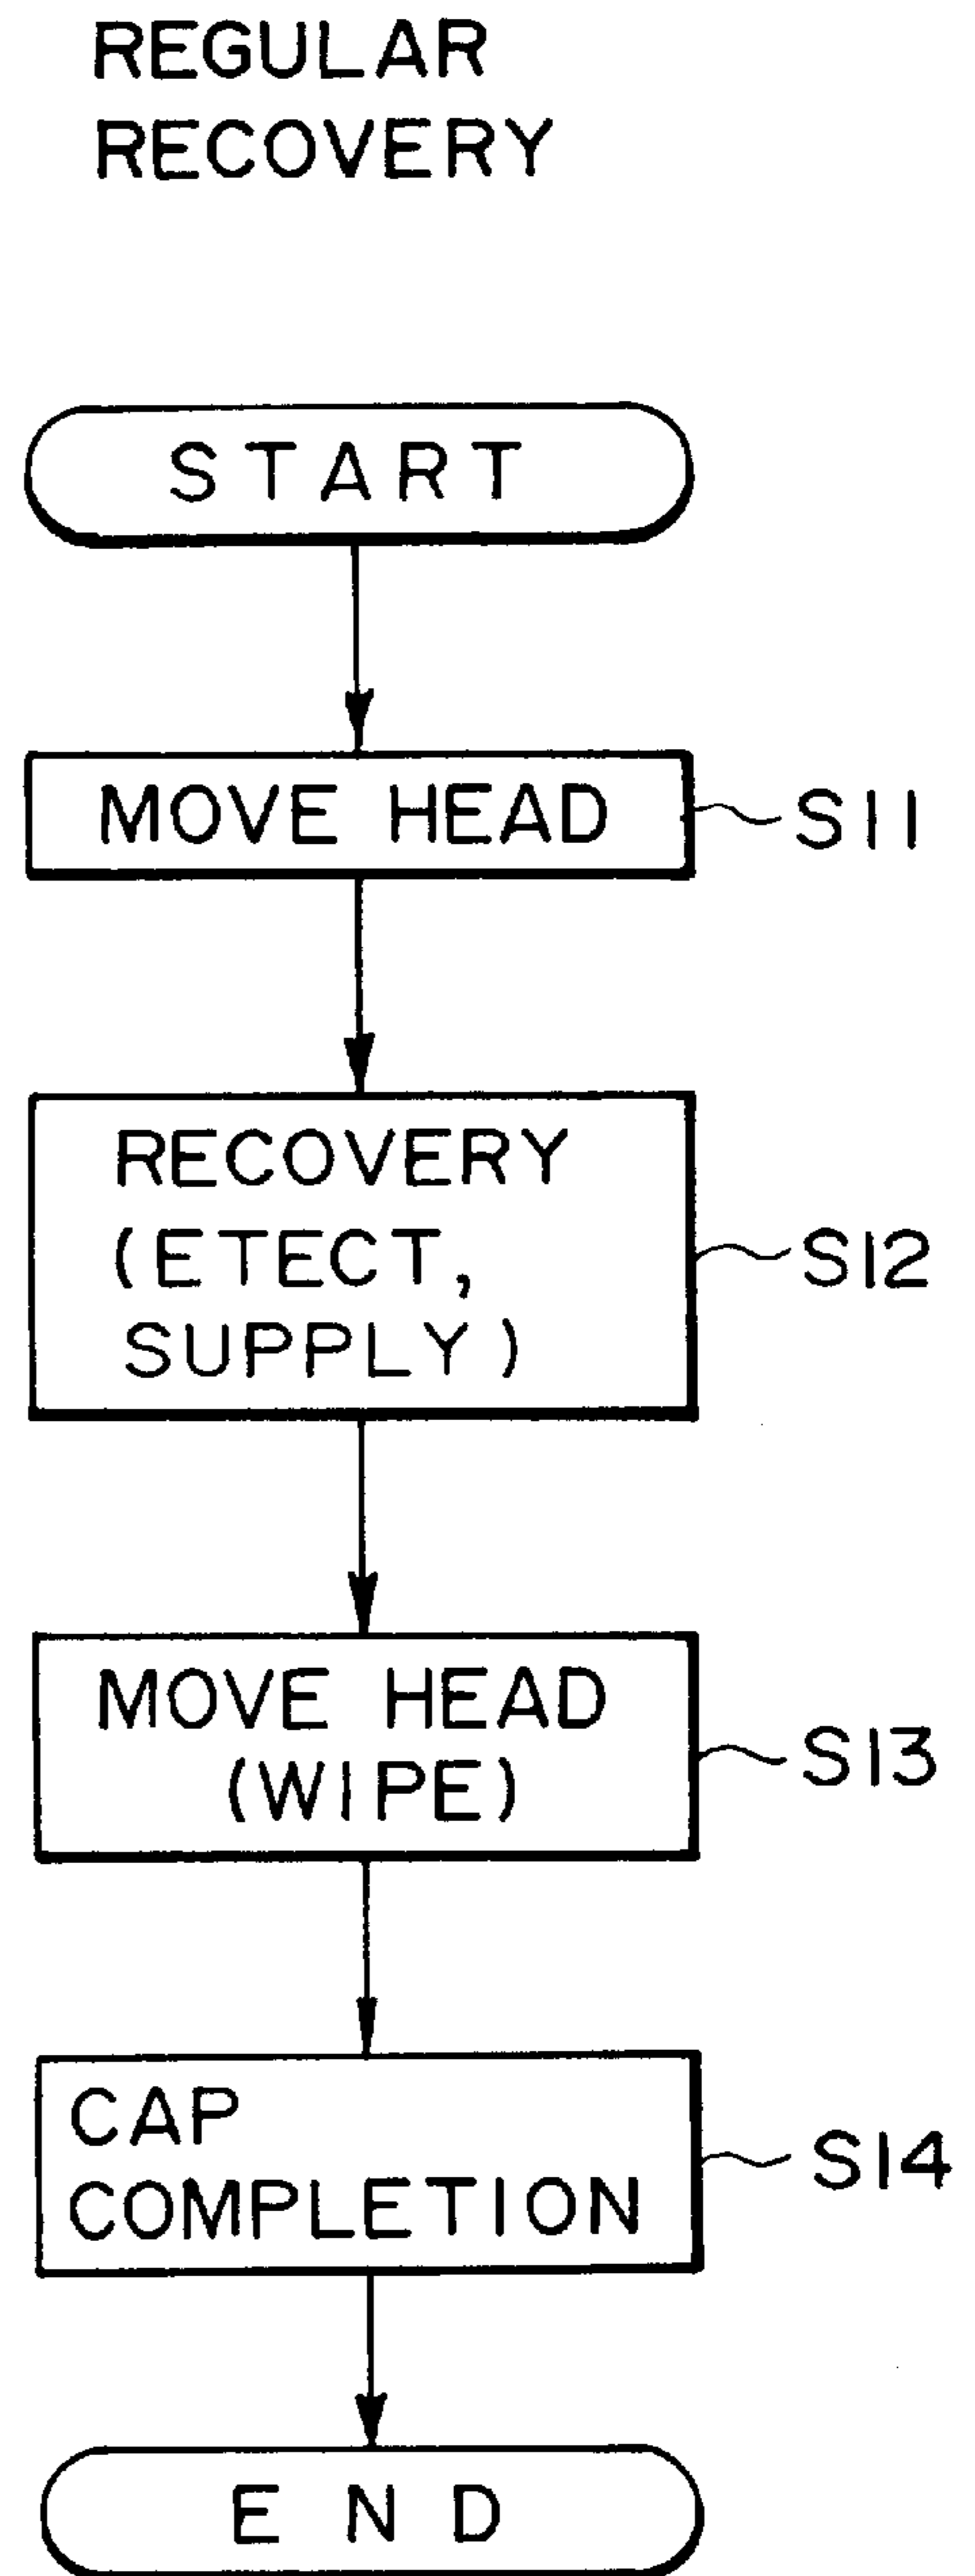 REGULAR
RECOVERY
START
MOVE HEAD
S11
RECOVERY
(ETECT,
SUPPLY)
S12
MOVE HEAD
(WIPE)
S13
CAP
COMPLETION
S14
END